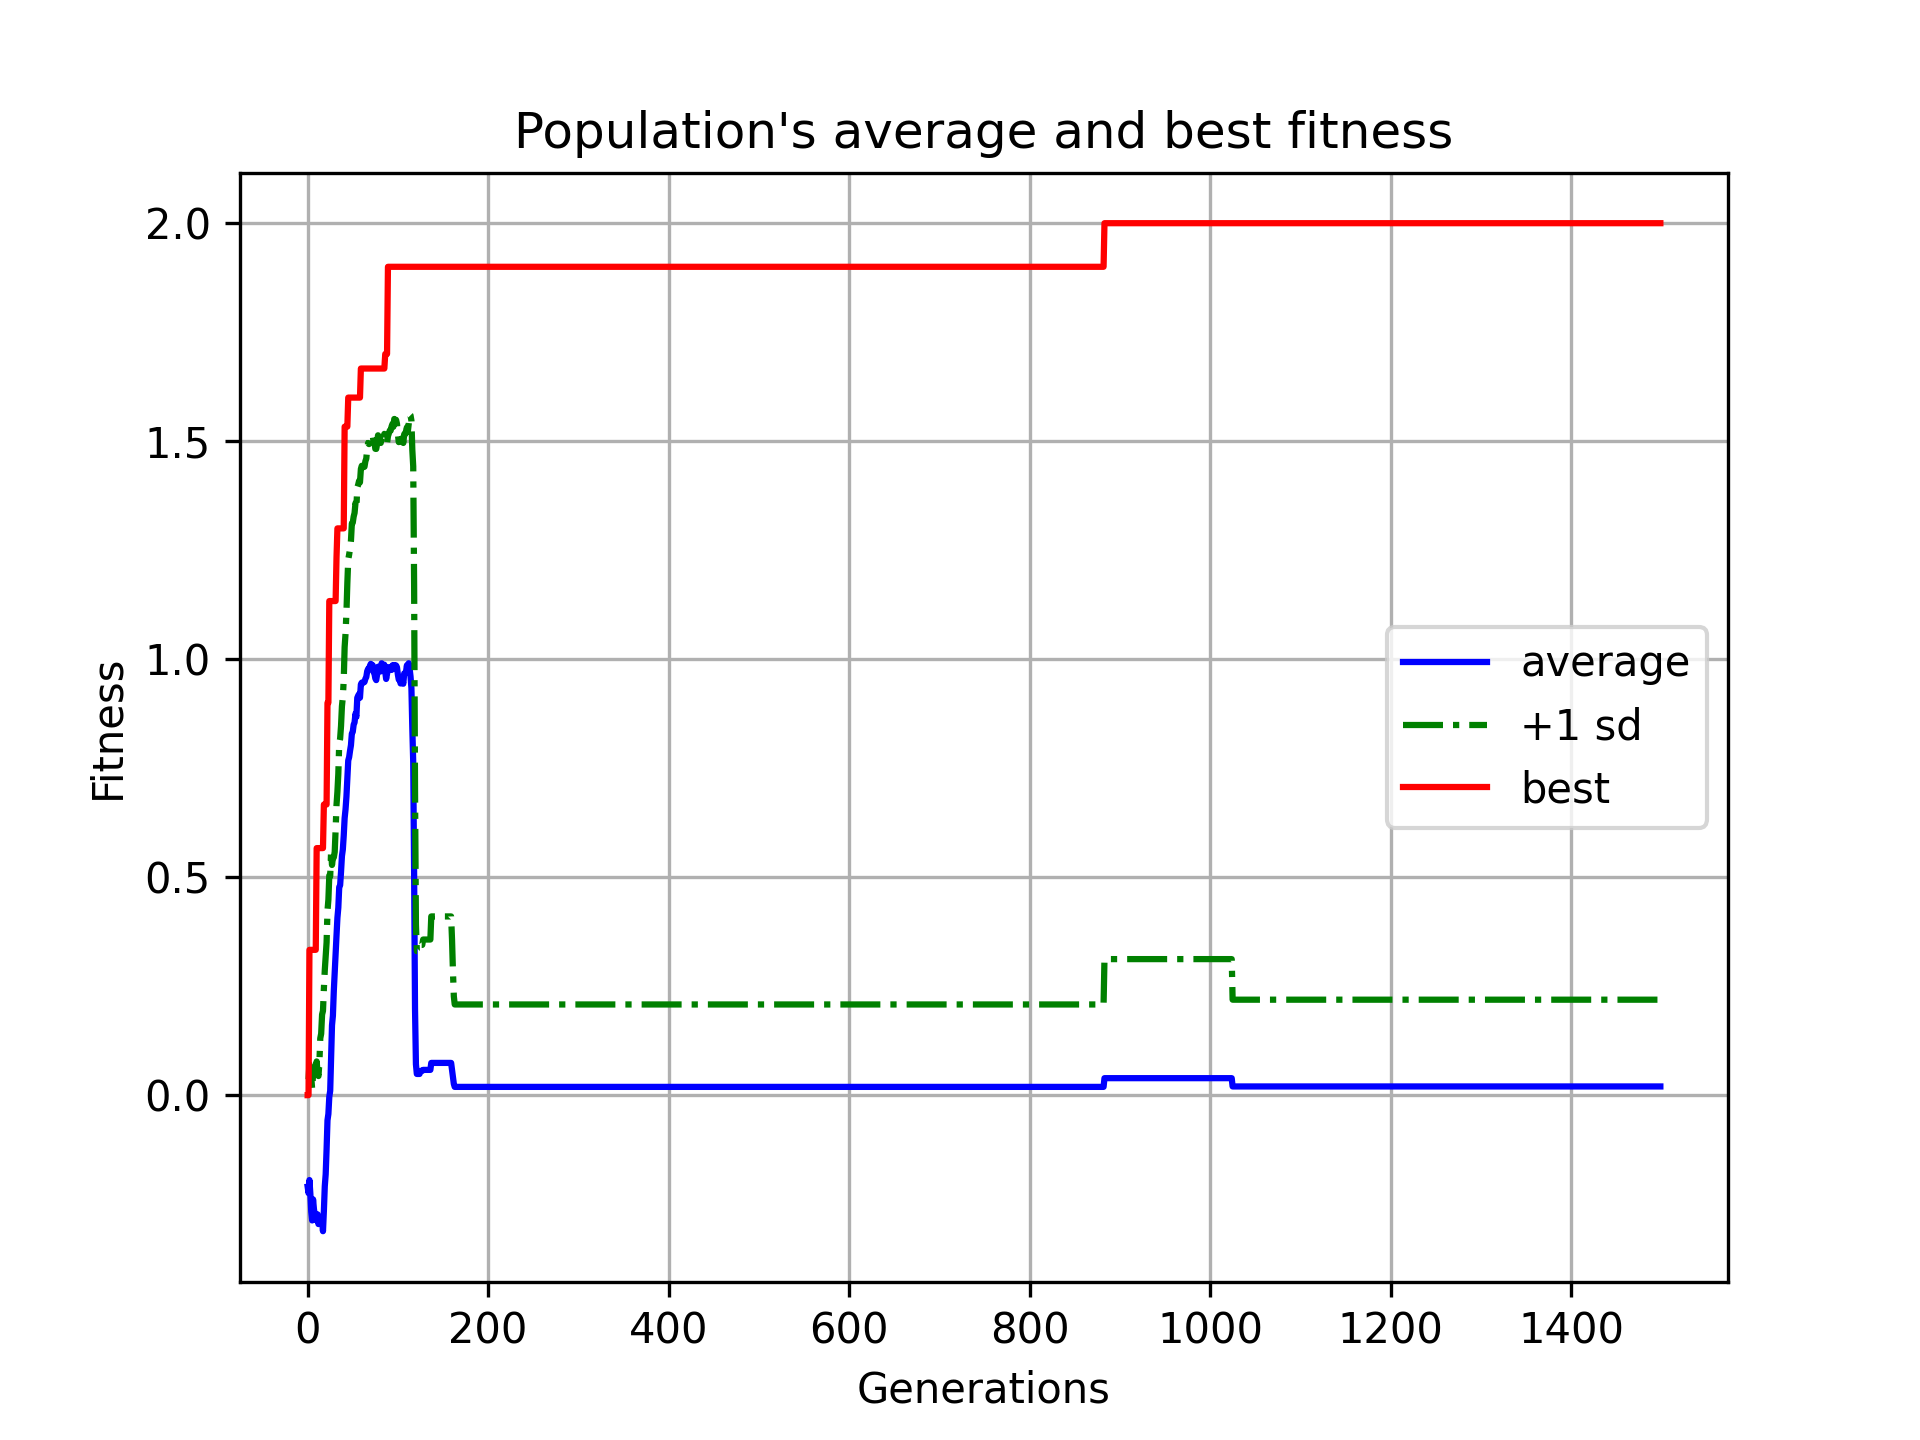 Population's average and best fitness
Fitness
2.0
1.5
1.0
0.5
0.0
average
+1 sd
best
0 200 400 600 800 1000 1200 1400
Generations